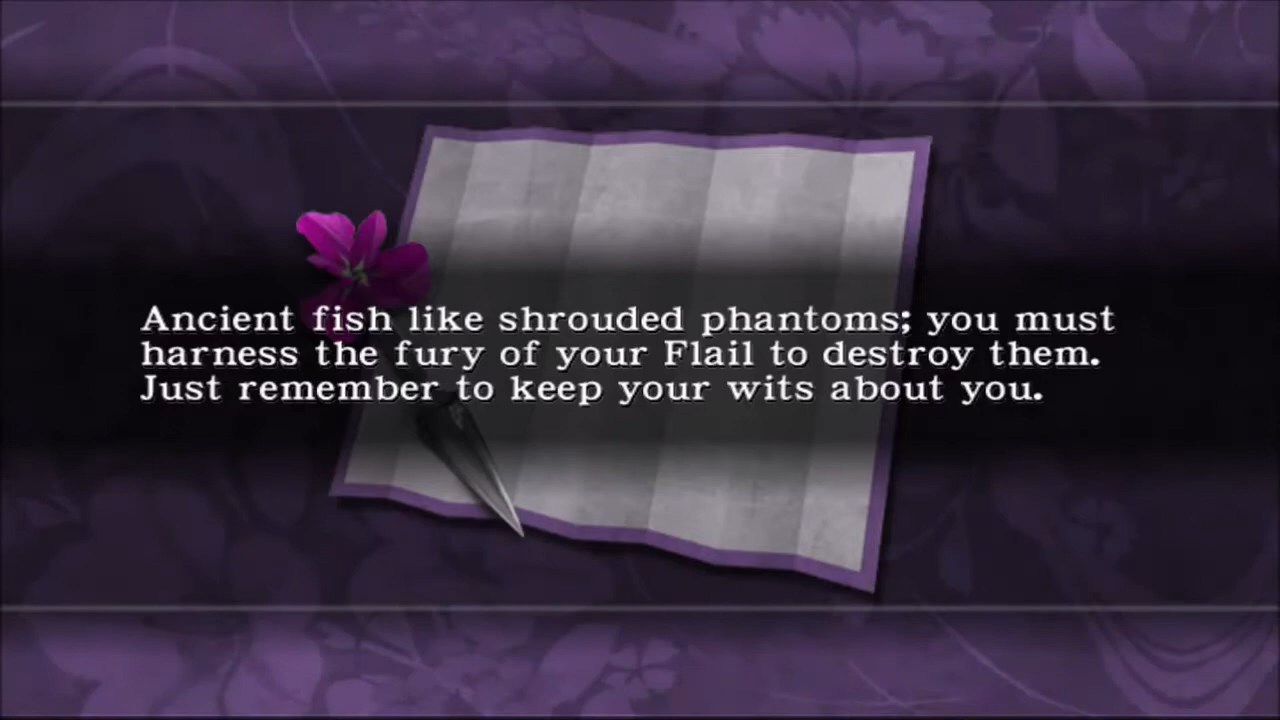 Ancient fish like shrouded phantoms; you must
harness the fury of your Flail to destroy them.
Just remember to keep your wits about you.